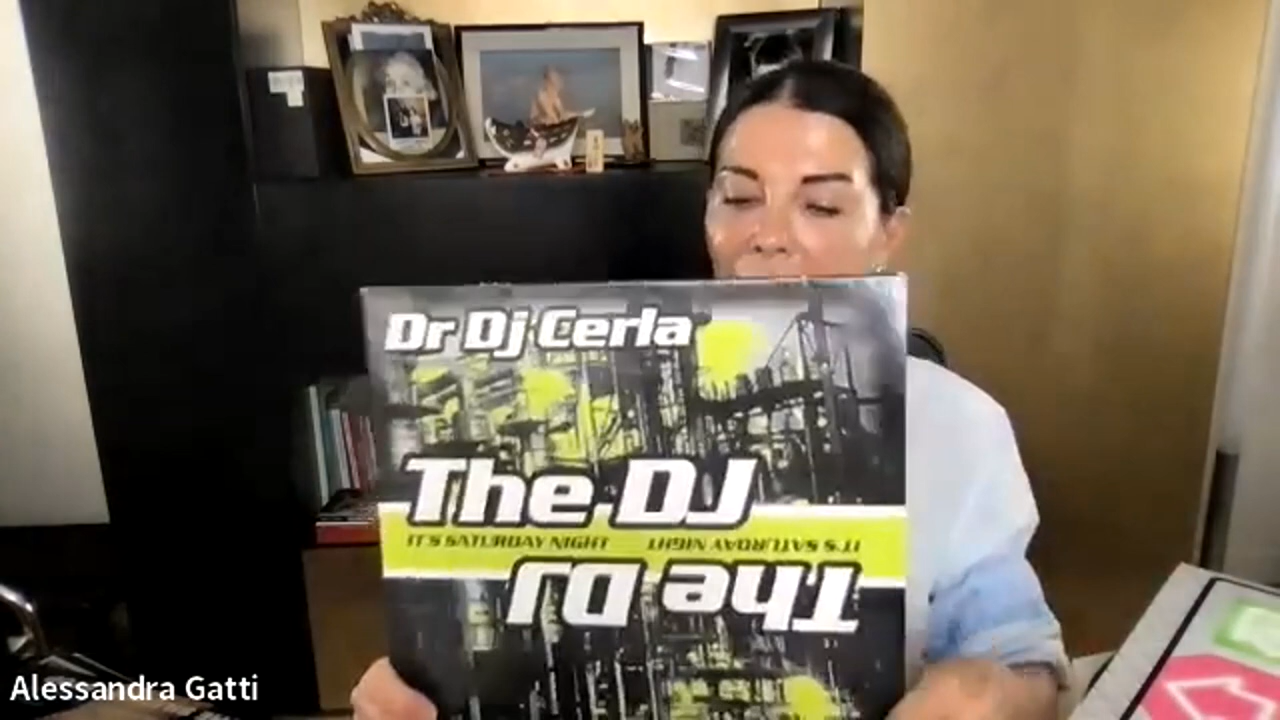 Dr Dj Cerla
The DJ
IT'S SATURDAY NIGHT IT'S SATURDAY NIGHT
The DJ
Alessandra Gatti